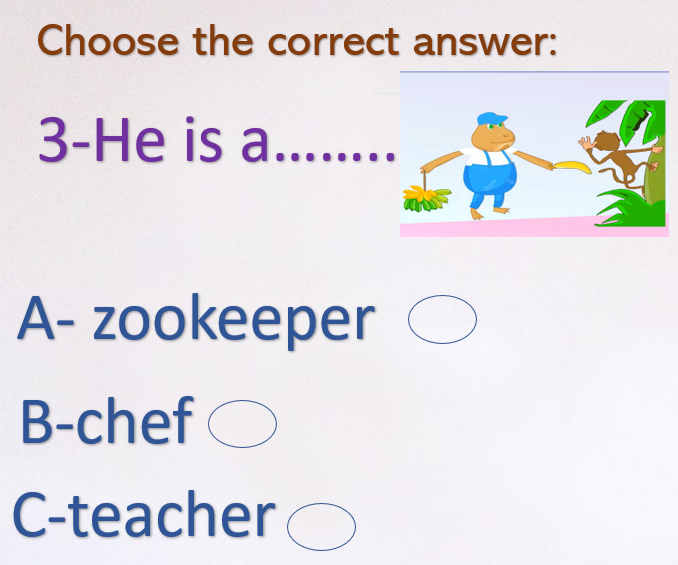 Choose the correct answer:
3-He is a........
A- zookeeper
B-chef
C-teacher